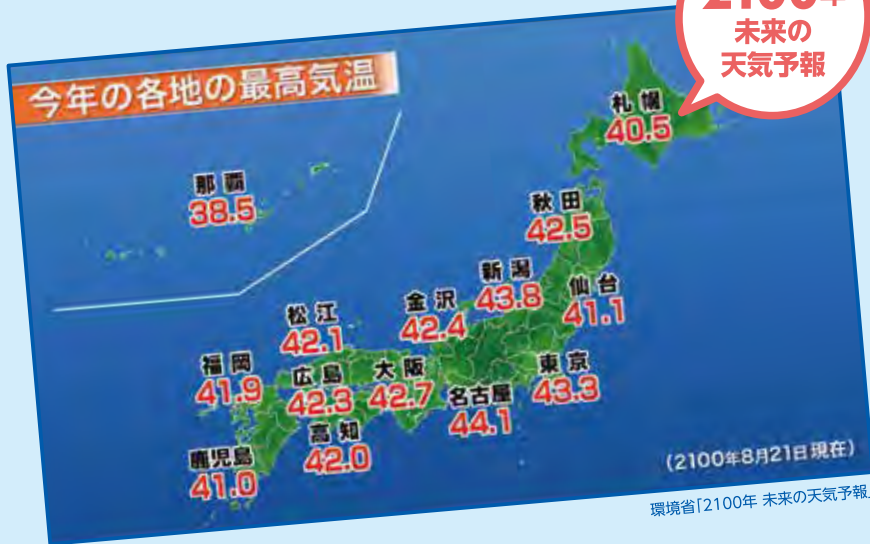 2100年
未来の
天気予報
今年の各地の最高気温
札幌
40.5
那覇
38.5
秋田
42.5
新潟
43.8
仙台
41.1
金沢
42.4
松江
42.1
福岡
41.9
広島
42.3
大阪
42.7
東京
43.3
名古屋
44.1
高知
42.0
鹿児島
41.0
(2100年8月21日現在)
環境省「2100年 未来の天気予報」